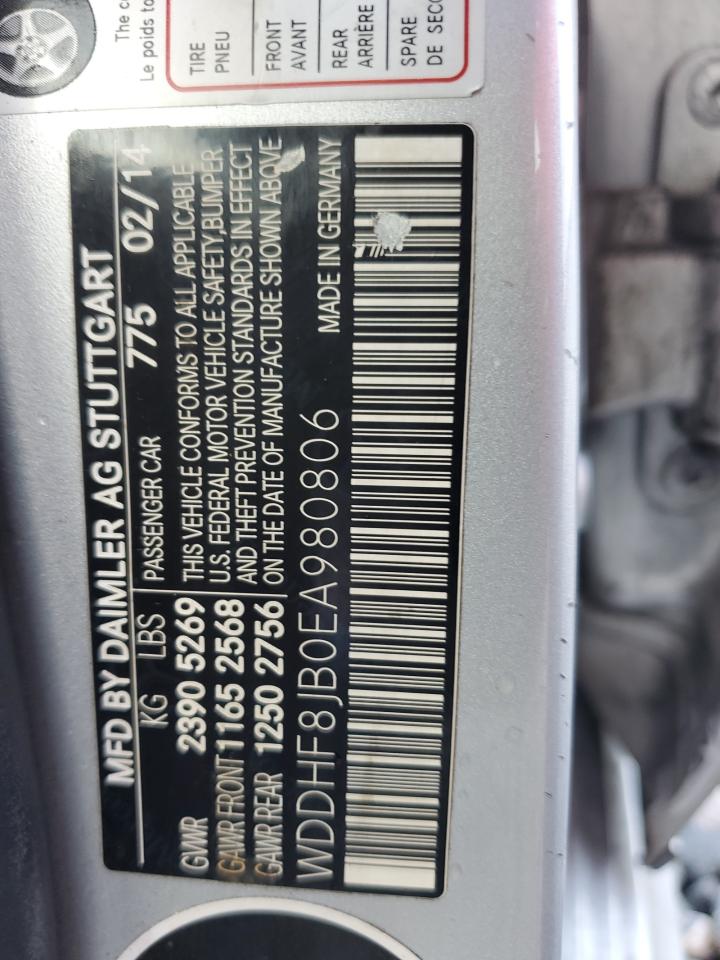 The
Le poids
TIRE
PNEU
FRONT
AVANT
REAR
ARRIÈRE
SPARE
DE
MFD BY DAIMLER AG STUTTGART
775 02/14
KG LBS PASSENGER CAR
GVWR 2390 5269
GAWR FRONT 1165 2568
GAWR REAR 1250 2756
THIS VEHICLE CONFORMS TO ALL APPLICABLE
U.S. FEDERAL MOTOR VEHICLE SAFETY,BUMPER
AND THEFT PREVENTION STANDARDS IN EFFECT
ON THE DATE OF MANUFACTURE SHOWN ABOVE
WDDHF8JB0EA980806
MADE IN GERMANY